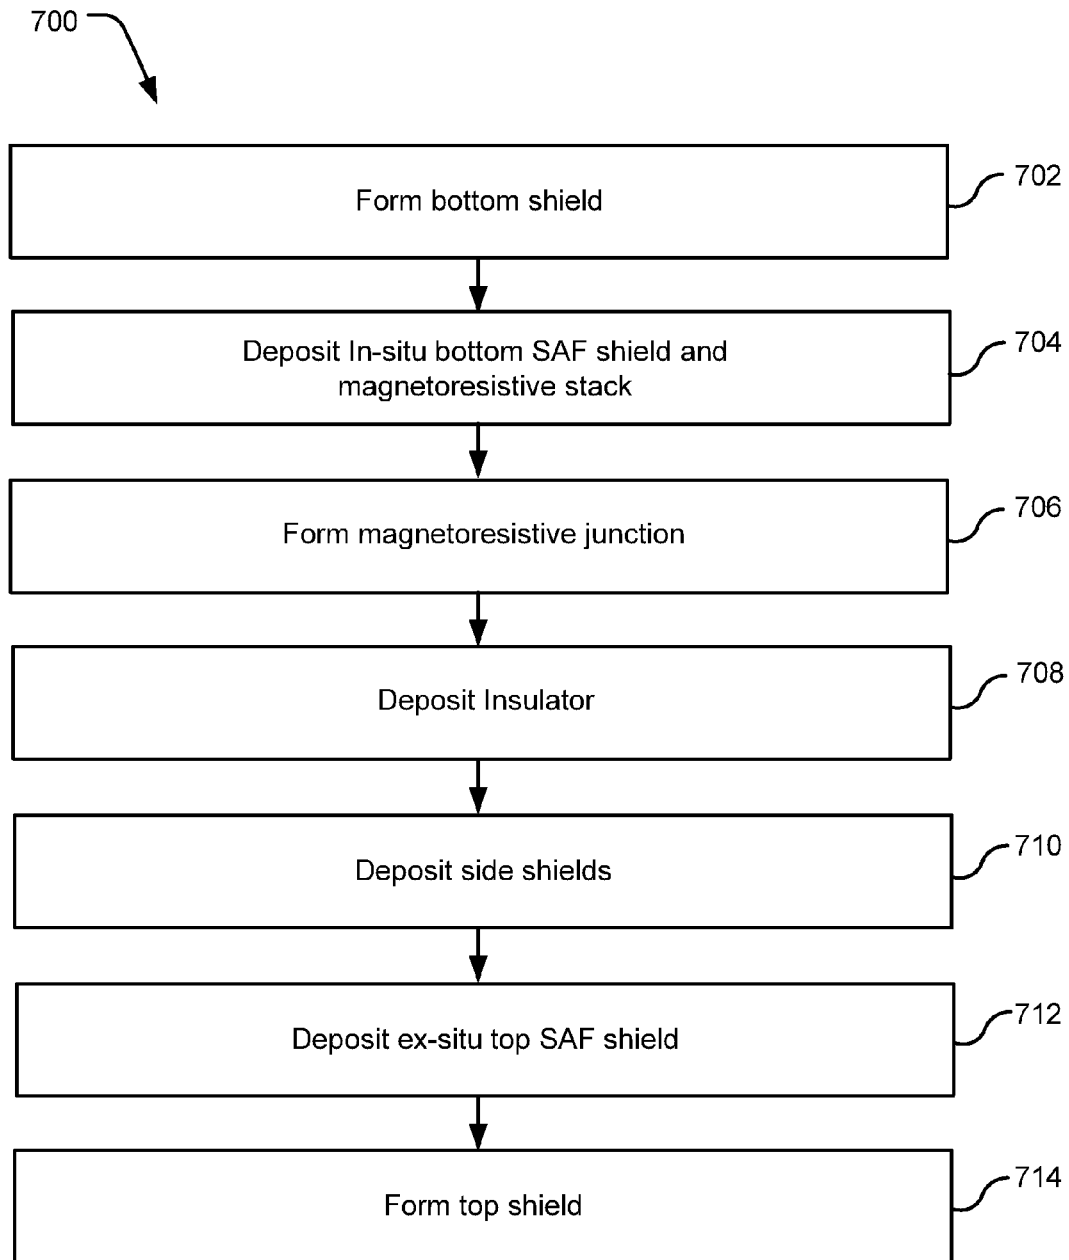 700
Form bottom shield
702
Deposit In-situ bottom SAF shield and
magnetoresistive stack
704
Form magnetoresistive junction
706
Deposit Insulator
708
Deposit side shields
710
Deposit ex-situ top SAF shield
712
Form top shield
714